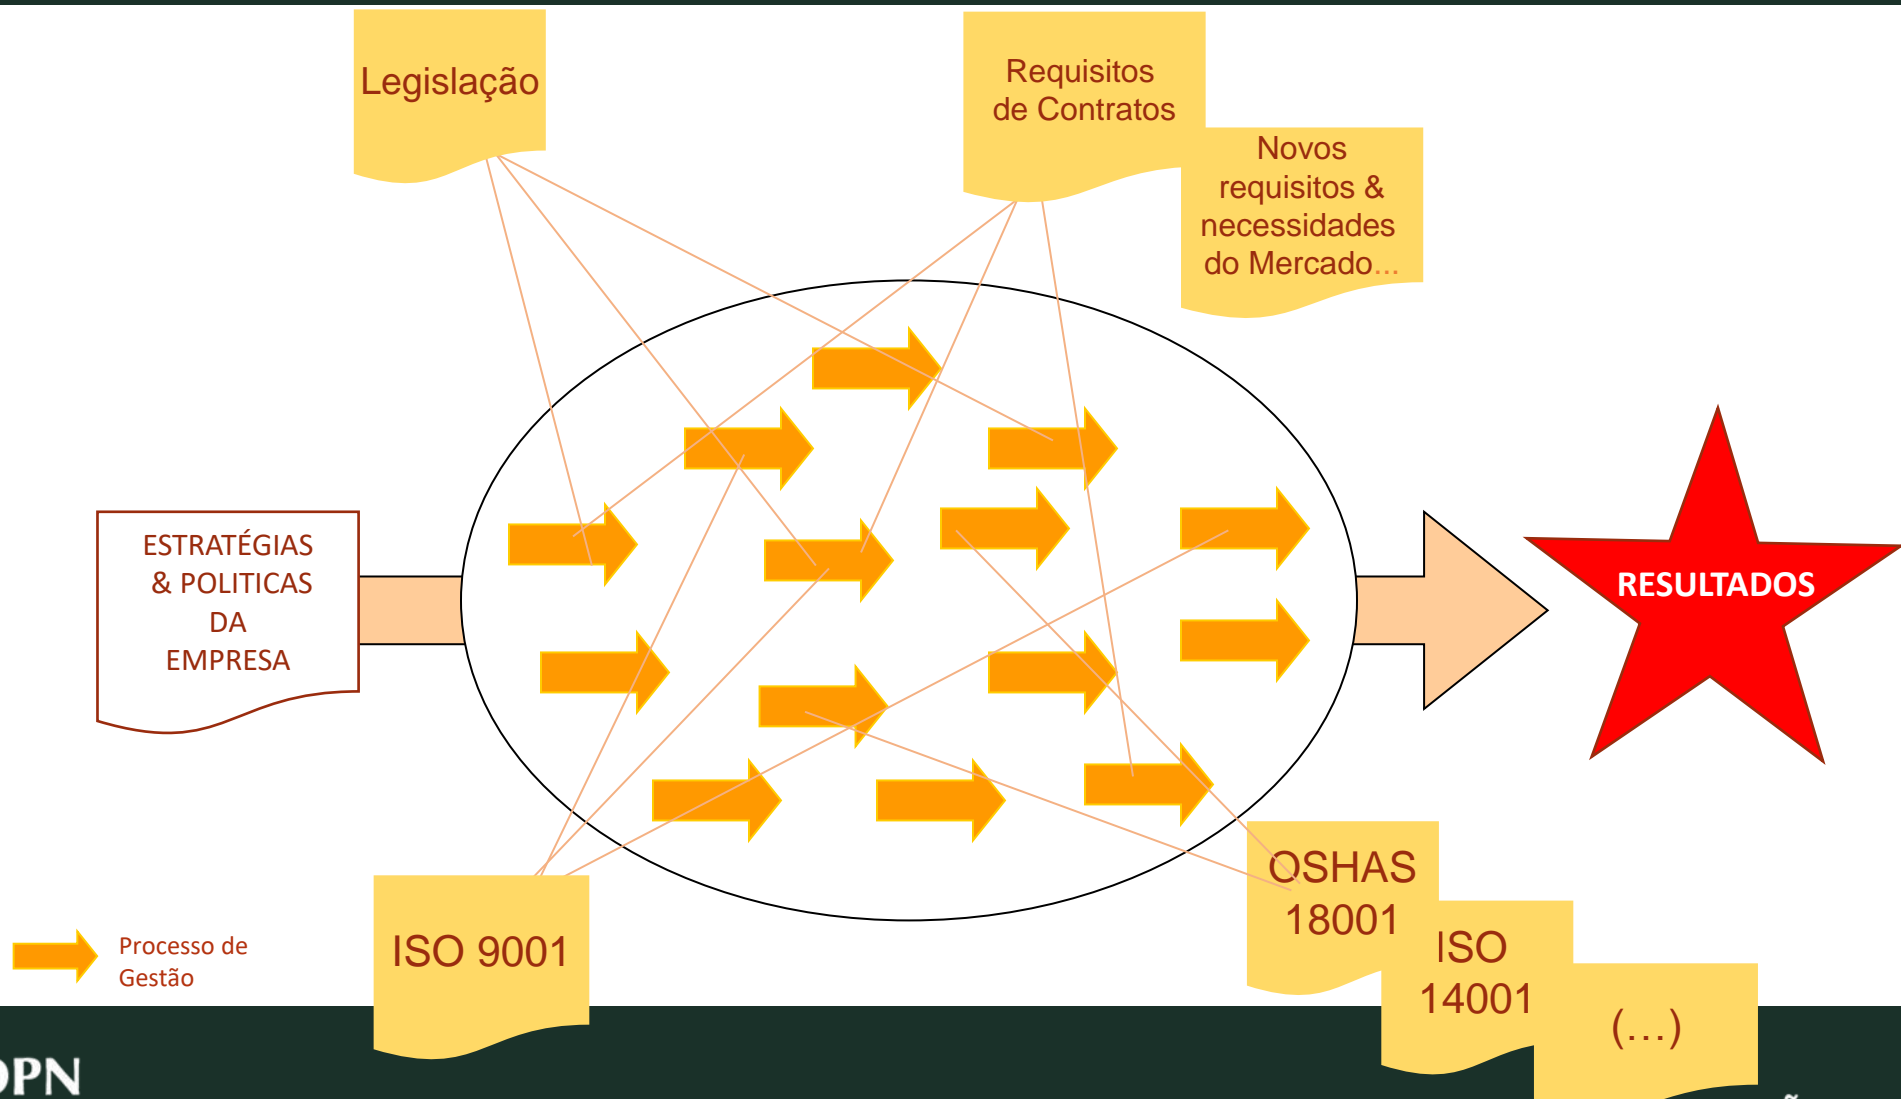 Legislação
Requisitos
de Contratos
Novos
requisitos &
necessidades
do Mercado...
ESTRATÉGIAS
& POLITICAS
DA
EMPRESA
RESULTADOS
OSHAS
18001
ISO 9001
ISO
14001
(...)
Processo de
Gestão